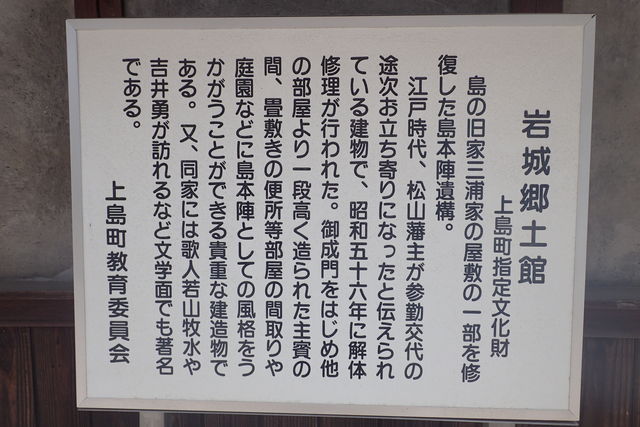 岩城郷土館
上島町指定文化財
島の旧家三浦家の屋敷の一部を修
復した島本陣遺構。
江戸時代、松山藩主が参勤交代の
途次お立ち寄りになったと伝えられ
ている建物で、昭和五十六年に解体
修理が行われた。御成門をはじめ他
の部屋より一段高く造られた主賓の
間、畳敷きの便所等部屋の間取りや
庭園などに島本陣としての風格をう
かがうことができる貴重な建造物で
ある。又、同家には歌人若山牧水や
吉井勇が訪れるなど文学面でも著名
である。
上島町教育委員会